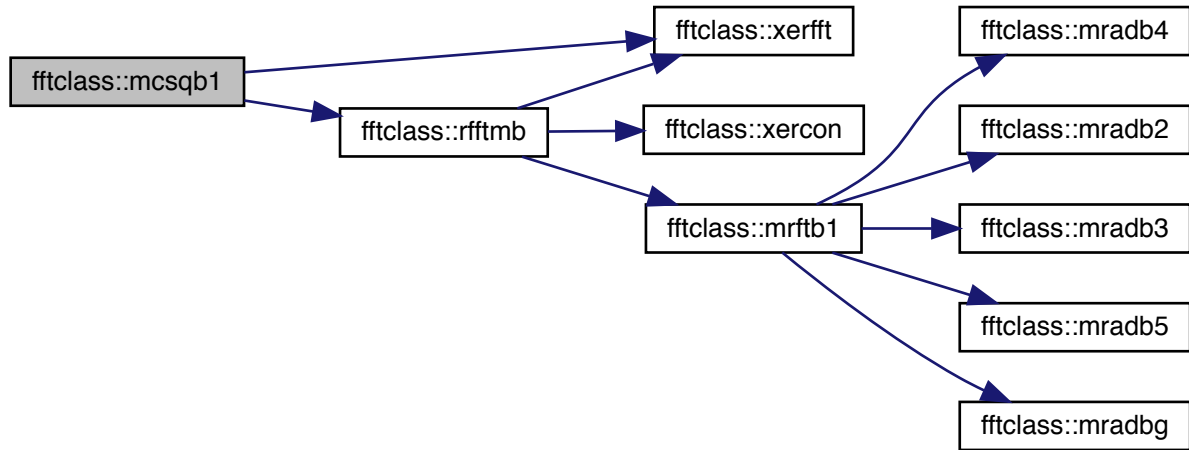 fftclass::mcsqb1
fftclass::rfftmb
fftclass::xerfft
fftclass::xercon
fftclass::mrftb1
fftclass::mradb4
fftclass::mradb2
fftclass::mradb3
fftclass::mradb5
fftclass::mradbg